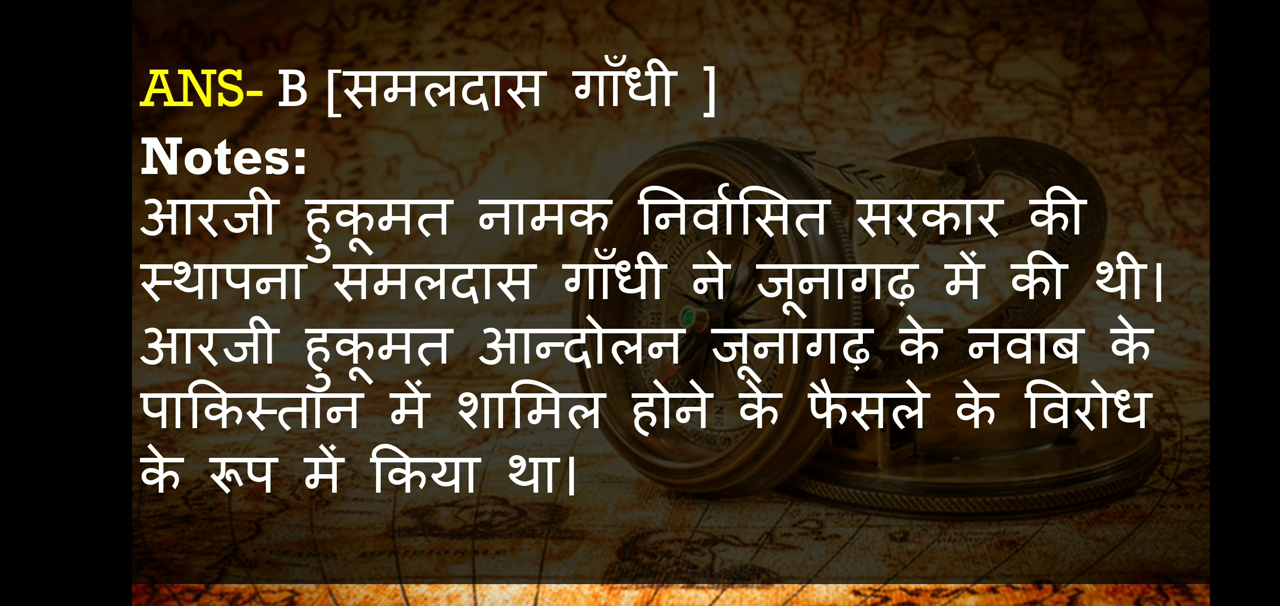 ANS- B [समलदास गाँधी ]
Notes:
आरजी हुकूमत नामक निर्वासित सरकार की
स्थापना समलदास गाँधी ने जूनागढ़ में की थी।
आरजी हुकूमत आन्दोलन जूनागढ़ के नवाब के
पाकिस्तान में शामिल होने के फैसले के विरोध
के रूप में किया था।